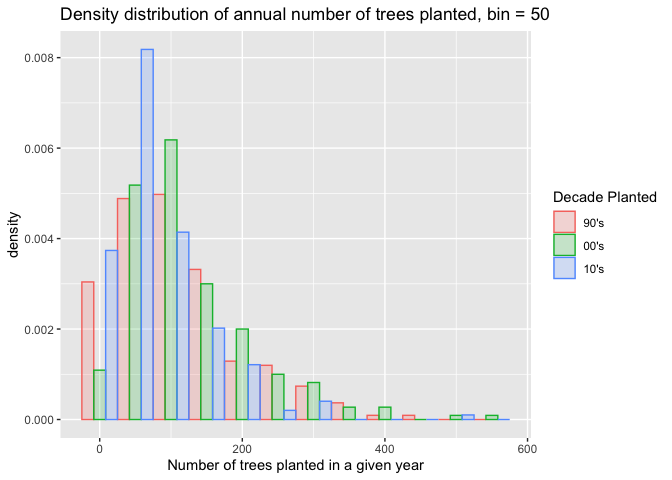 Density distribution of annual number of trees planted, bin = 50
0.008
0.006
0.004
0.002
0.000
density
0
200
400
600
Number of trees planted in a given year
Decade Planted
90's
00's
10's